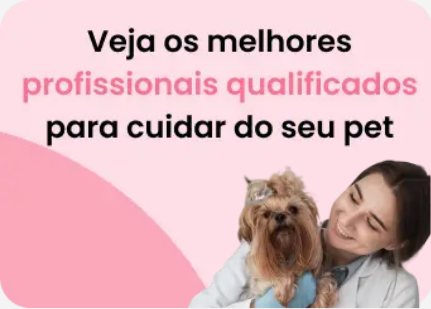 Veja os melhores
profissionais qualificados
para cuidar do seu pet